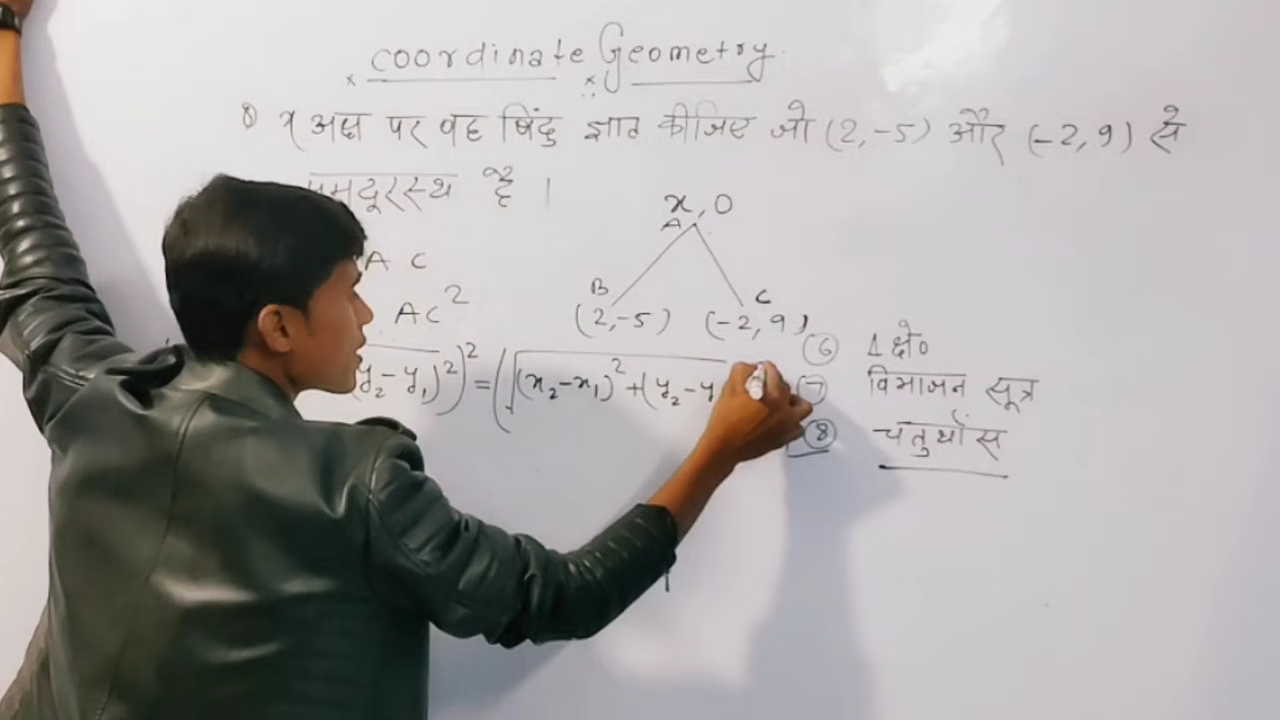 Coordinate Geometry
x अक्ष पर वह बिंदु ज्ञात कीजिए जो (2,-5) और (-2,9) से
समदूरस्थ है।
x,0
A
A C
AC²
B C
(2,-5) (-2,9)
(y₂-y₁)²)² = (√(x₂-x₁)²+(y₂-y
⑥ Δ क्षे०
⑦ विभाजन सूत्र
⑧ चतुर्थांस